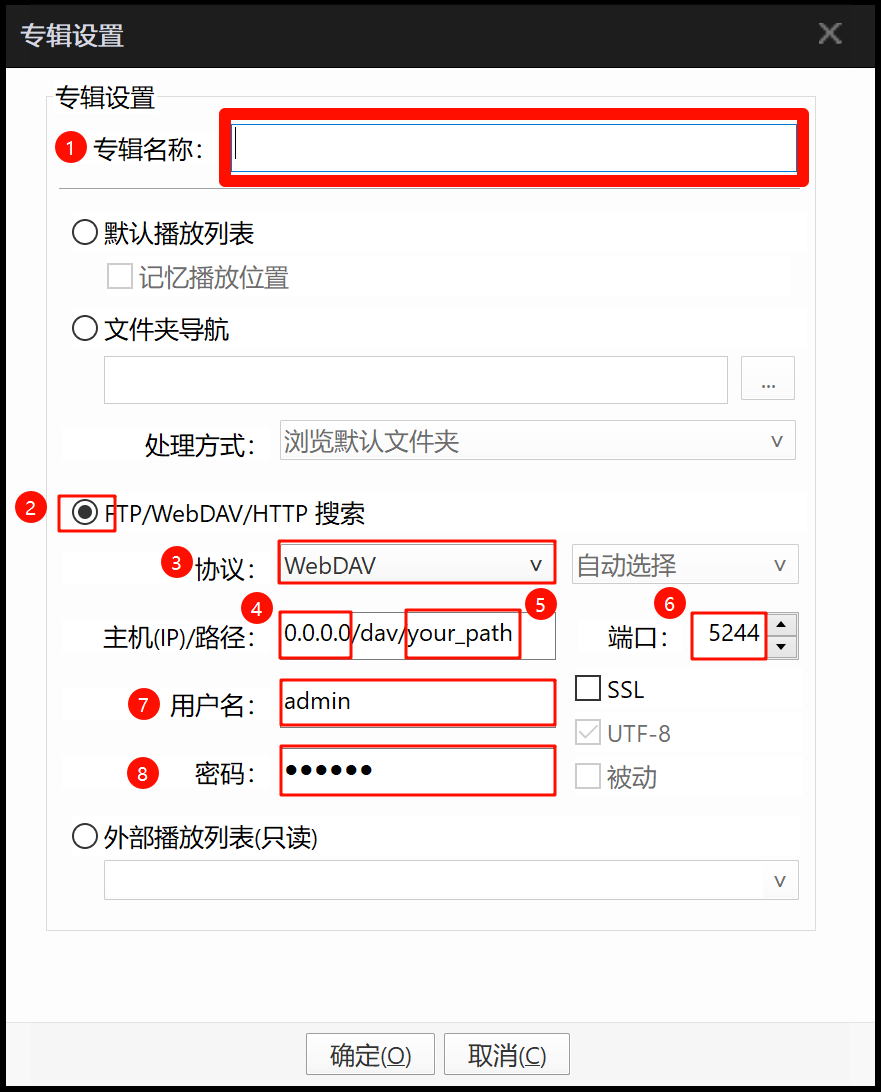 专辑设置
专辑设置
1 专辑名称：
默认播放列表
记忆播放位置
文件夹导航
...
处理方式： 浏览默认文件夹
2 FTP/WebDAV/HTTP 搜索
3 协议： WebDAV 自动选择
4 5 6
主机(IP)/路径： 0.0.0.0/dav/your_path 端口： 5244
7 用户名： admin SSL
UTF-8
8 密码： ●●●●●● 被动
外部播放列表(只读)
确定(O) 取消(C)